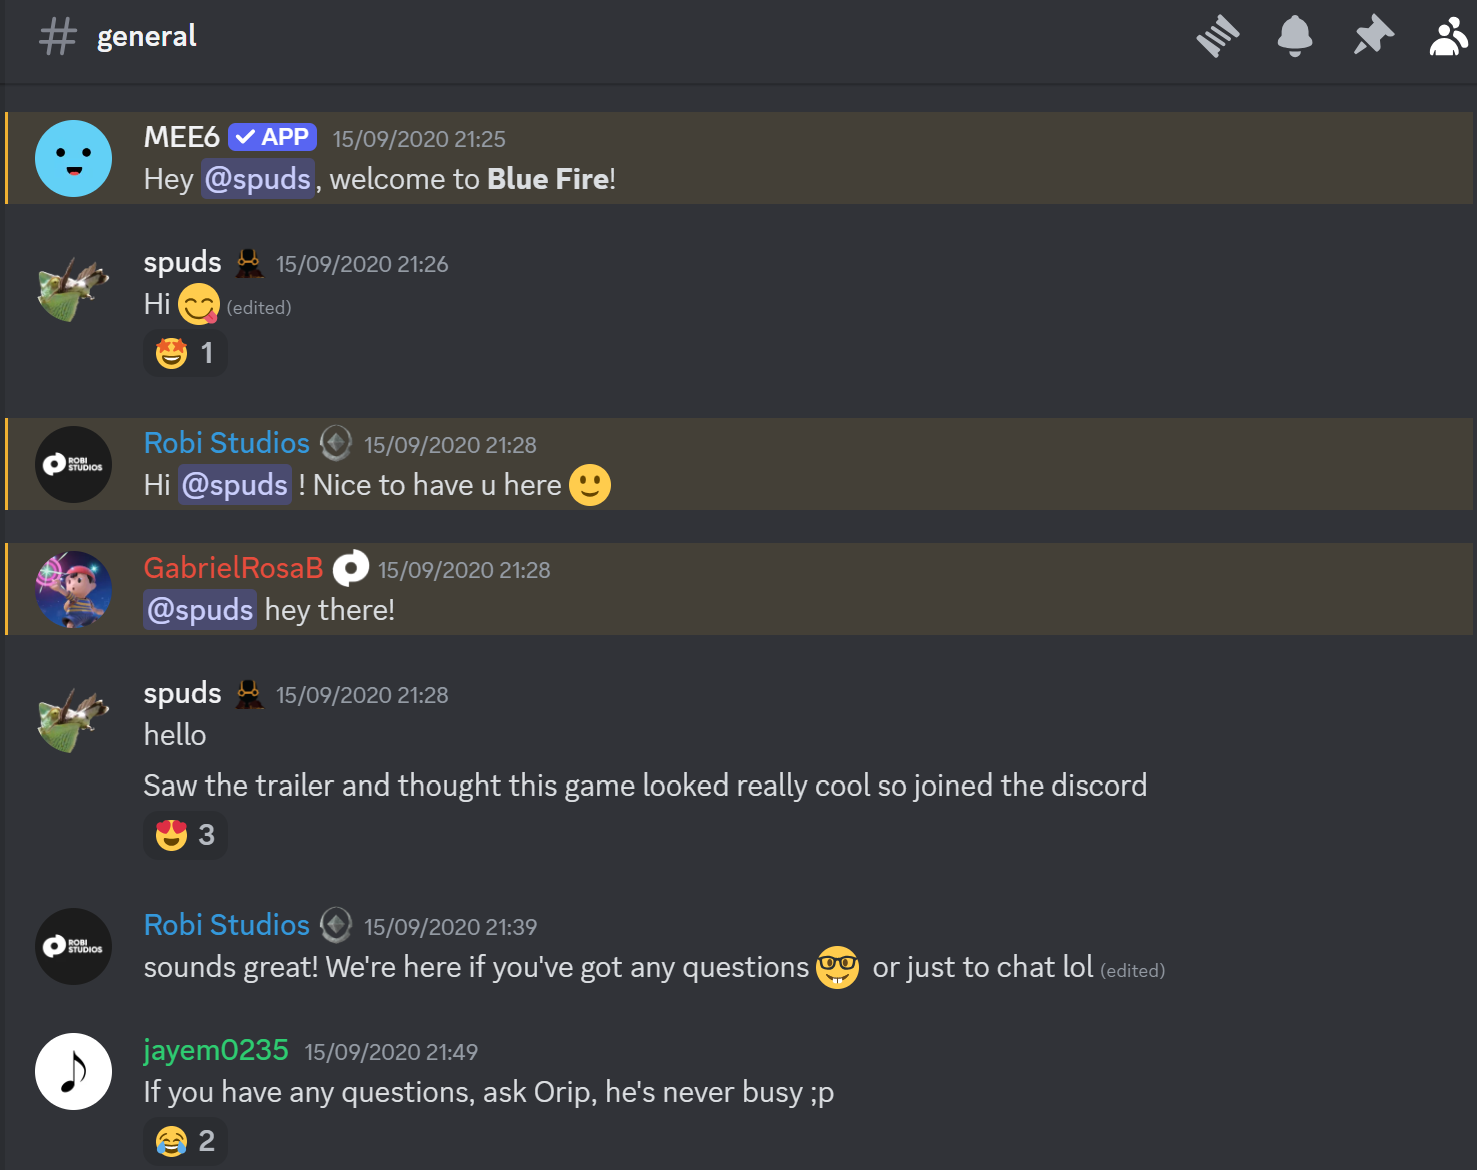 general
MEE6 APP 15/09/2020 21:25
Hey @spuds, welcome to Blue Fire!
spuds 15/09/2020 21:26
Hi 😋 (edited)
🤩 1
Robi Studios 15/09/2020 21:28
ROBI
STUDIOS
Hi @spuds ! Nice to have u here 🙂
GabrielRosaB 15/09/2020 21:28
@spuds hey there!
spuds 15/09/2020 21:28
hello
Saw the trailer and thought this game looked really cool so joined the discord
😍 3
Robi Studios 15/09/2020 21:39
ROBI
STUDIOS
sounds great! We're here if you've got any questions 🤓 or just to chat lol (edited)
jayem0235 15/09/2020 21:49
If you have any questions, ask Orip, he's never busy ;p
😂 2